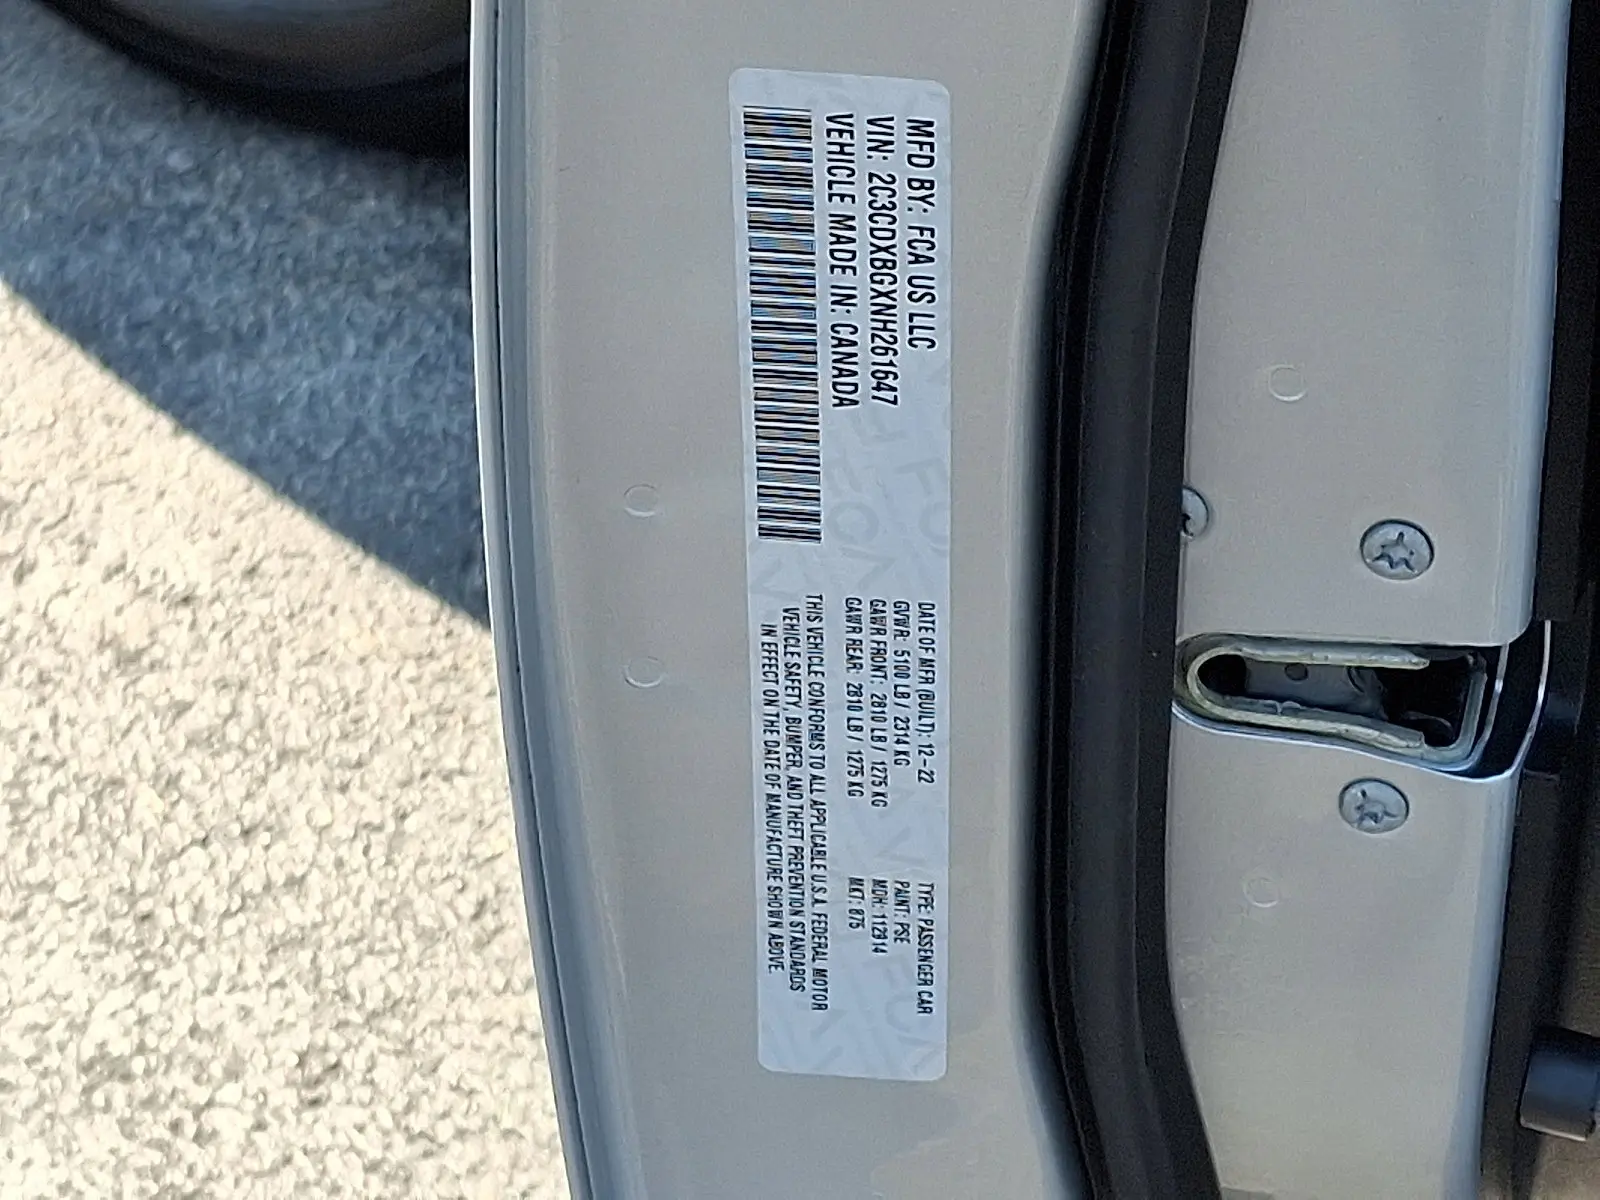 MFD BY: FCA US LLC
VIN: 2C3CDXBGXNH261647
VEHICLE MADE IN: CANADA
DATE OF MFR (BUILT): 12-22
GVWR: 5100 LB / 2314 KG
GAWR FRONT: 2810 LB / 1275 KG
GAWR REAR: 2810 LB / 1275 KG
TYPE: PASSENGER CAR
PAINT: PSE
MDH: 112914
MKT: 875
THIS VEHICLE CONFORMS TO ALL APPLICABLE U.S.A. FEDERAL MOTOR
VEHICLE SAFETY, BUMPER, AND THEFT PREVENTION STANDARDS
IN EFFECT ON THE DATE OF MANUFACTURE SHOWN ABOVE.